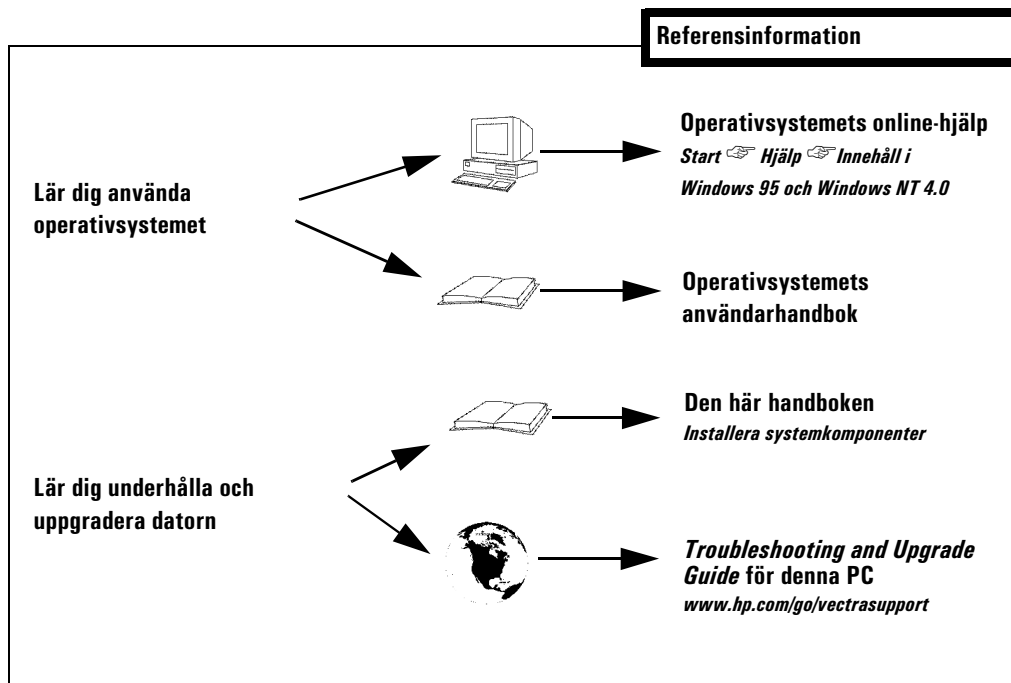 Referensinformation
Lär dig använda
operativsystemet
Operativsystemets online-hjälp
Start ☞ Hjälp ☞ Innehåll i
Windows 95 och Windows NT 4.0
Operativsystemets
användarhandbok
Lär dig underhålla och
uppgradera datorn
Den här handboken
Installera systemkomponenter
Troubleshooting and Upgrade
Guide för denna PC
www.hp.com/go/vectrasupport